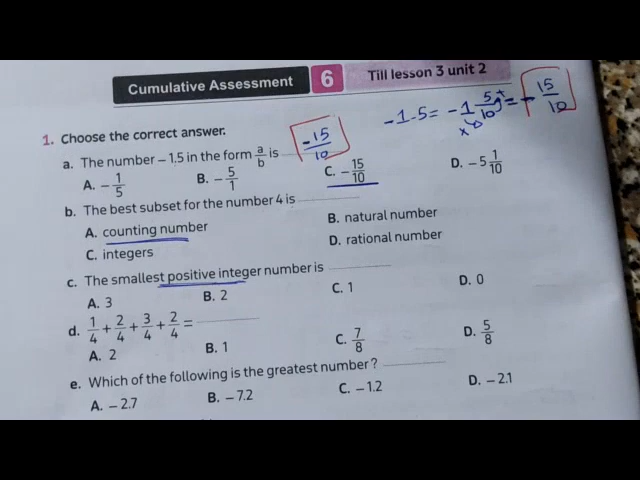 Cumulative Assessment 6 Till lesson 3 unit 2
-1.5 = -1 5/10 = - 15/10
1. Choose the correct answer.
a. The number – 1.5 in the form a/b is - 15/10
A. – 1/5 B. – 5/1 C. – 15/10 D. – 5 1/10
b. The best subset for the number 4 is
A. counting number B. natural number
C. integers D. rational number
c. The smallest positive integer number is
A. 3 B. 2 C. 1 D. 0
d. 1/4 + 2/4 + 3/4 + 2/4 =
A. 2 B. 1 C. 7/8 D. 5/8
e. Which of the following is the greatest number ?
A. – 2.7 B. – 7.2 C. – 1.2 D. – 2.1